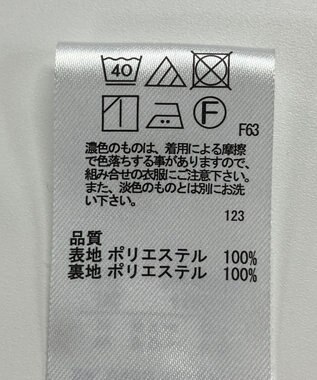 40
F
F63
濃色のものは、着用による摩擦
で色落ちする事がありますので、
組み合せの衣服にご注意下さい。
また、淡色のものとは別にお洗
い下さい。
123
品質
表地 ポリエステル 100%
裏地 ポリエステル 100%